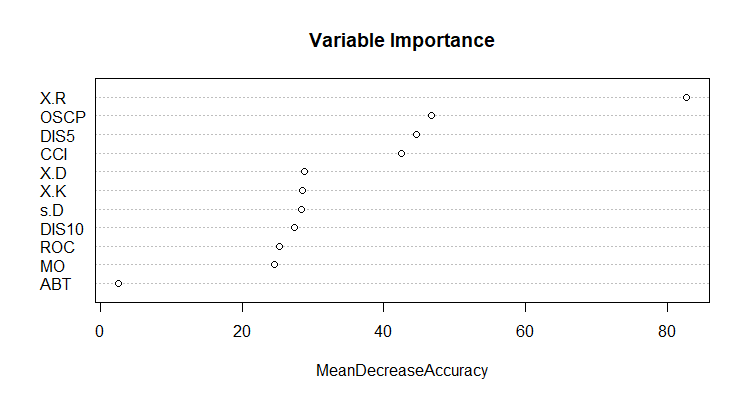 Variable Importance
X.R
OSCP
DIS5
CCI
X.D
X.K
s.D
DIS10
ROC
MO
ABT
0 20 40 60 80
MeanDecreaseAccuracy